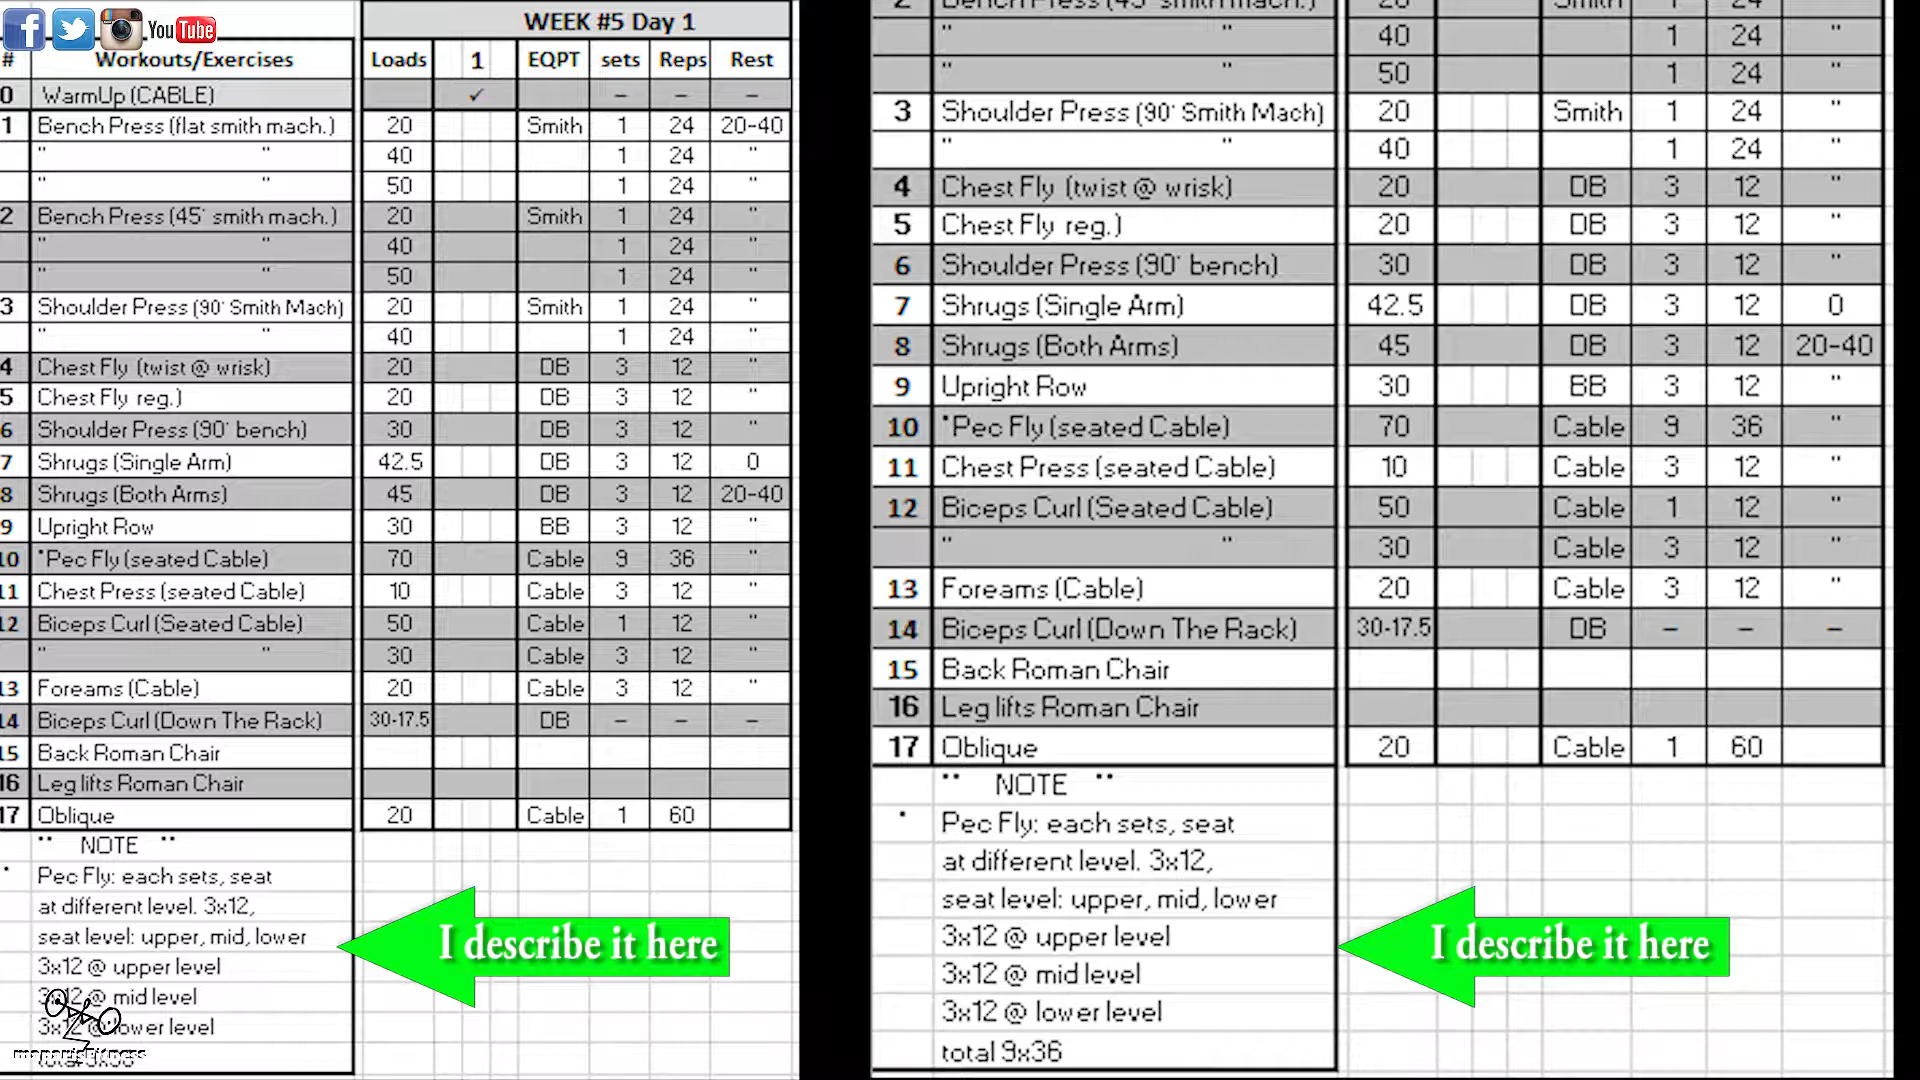 You Tube
WEEK #5 Day 1
# Workouts/Exercises Loads 1 EQPT sets Reps Rest
0 WarmUp (CABLE) ✓ – – –
1 Bench Press (flat smith mach.) 20 Smith 1 24 20-40
" " 40 1 24 "
" " 50 1 24 "
2 Bench Press (45° smith mach.) 20 Smith 1 24 "
" " 40 1 24 "
" " 50 1 24 "
3 Shoulder Press (90° Smith Mach) 20 Smith 1 24 "
" " 40 1 24 "
4 Chest Fly (twist @ wrisk) 20 DB 3 12 "
5 Chest Fly reg.) 20 DB 3 12 "
6 Shoulder Press (90° bench) 30 DB 3 12 "
7 Shrugs (Single Arm) 42.5 DB 3 12 0
8 Shrugs (Both Arms) 45 DB 3 12 20-40
9 Upright Row 30 BB 3 12 "
10 *Pec Fly (seated Cable) 70 Cable 9 36 "
11 Chest Press (seated Cable) 10 Cable 3 12 "
12 Biceps Curl (Seated Cable) 50 Cable 1 12 "
" " 30 Cable 3 12 "
13 Foreams (Cable) 20 Cable 3 12 "
14 Biceps Curl (Down The Rack) 30-17.5 DB – – –
15 Back Roman Chair
16 Leg lifts Roman Chair
17 Oblique 20 Cable 1 60
** NOTE **
* Pec Fly: each sets, seat
at different level. 3x12,
seat level: upper, mid, lower
3x12 @ upper level
3x12 @ mid level
3x12 @ lower level
total 9x36
I describe it here
2 Bench Press (45° smith mach.) 20 Smith 1 24
" " 40 1 24 "
" " 50 1 24 "
3 Shoulder Press (90° Smith Mach) 20 Smith 1 24 "
" " 40 1 24 "
4 Chest Fly (twist @ wrisk) 20 DB 3 12 "
5 Chest Fly reg.) 20 DB 3 12 "
6 Shoulder Press (90° bench) 30 DB 3 12 "
7 Shrugs (Single Arm) 42.5 DB 3 12 0
8 Shrugs (Both Arms) 45 DB 3 12 20-40
9 Upright Row 30 BB 3 12 "
10 *Pec Fly (seated Cable) 70 Cable 9 36 "
11 Chest Press (seated Cable) 10 Cable 3 12 "
12 Biceps Curl (Seated Cable) 50 Cable 1 12 "
" " 30 Cable 3 12 "
13 Foreams (Cable) 20 Cable 3 12 "
14 Biceps Curl (Down The Rack) 30-17.5 DB – – –
15 Back Roman Chair
16 Leg lifts Roman Chair
17 Oblique 20 Cable 1 60
** NOTE **
* Pec Fly: each sets, seat
at different level. 3x12,
seat level: upper, mid, lower
3x12 @ upper level
3x12 @ mid level
3x12 @ lower level
total 9x36
I describe it here